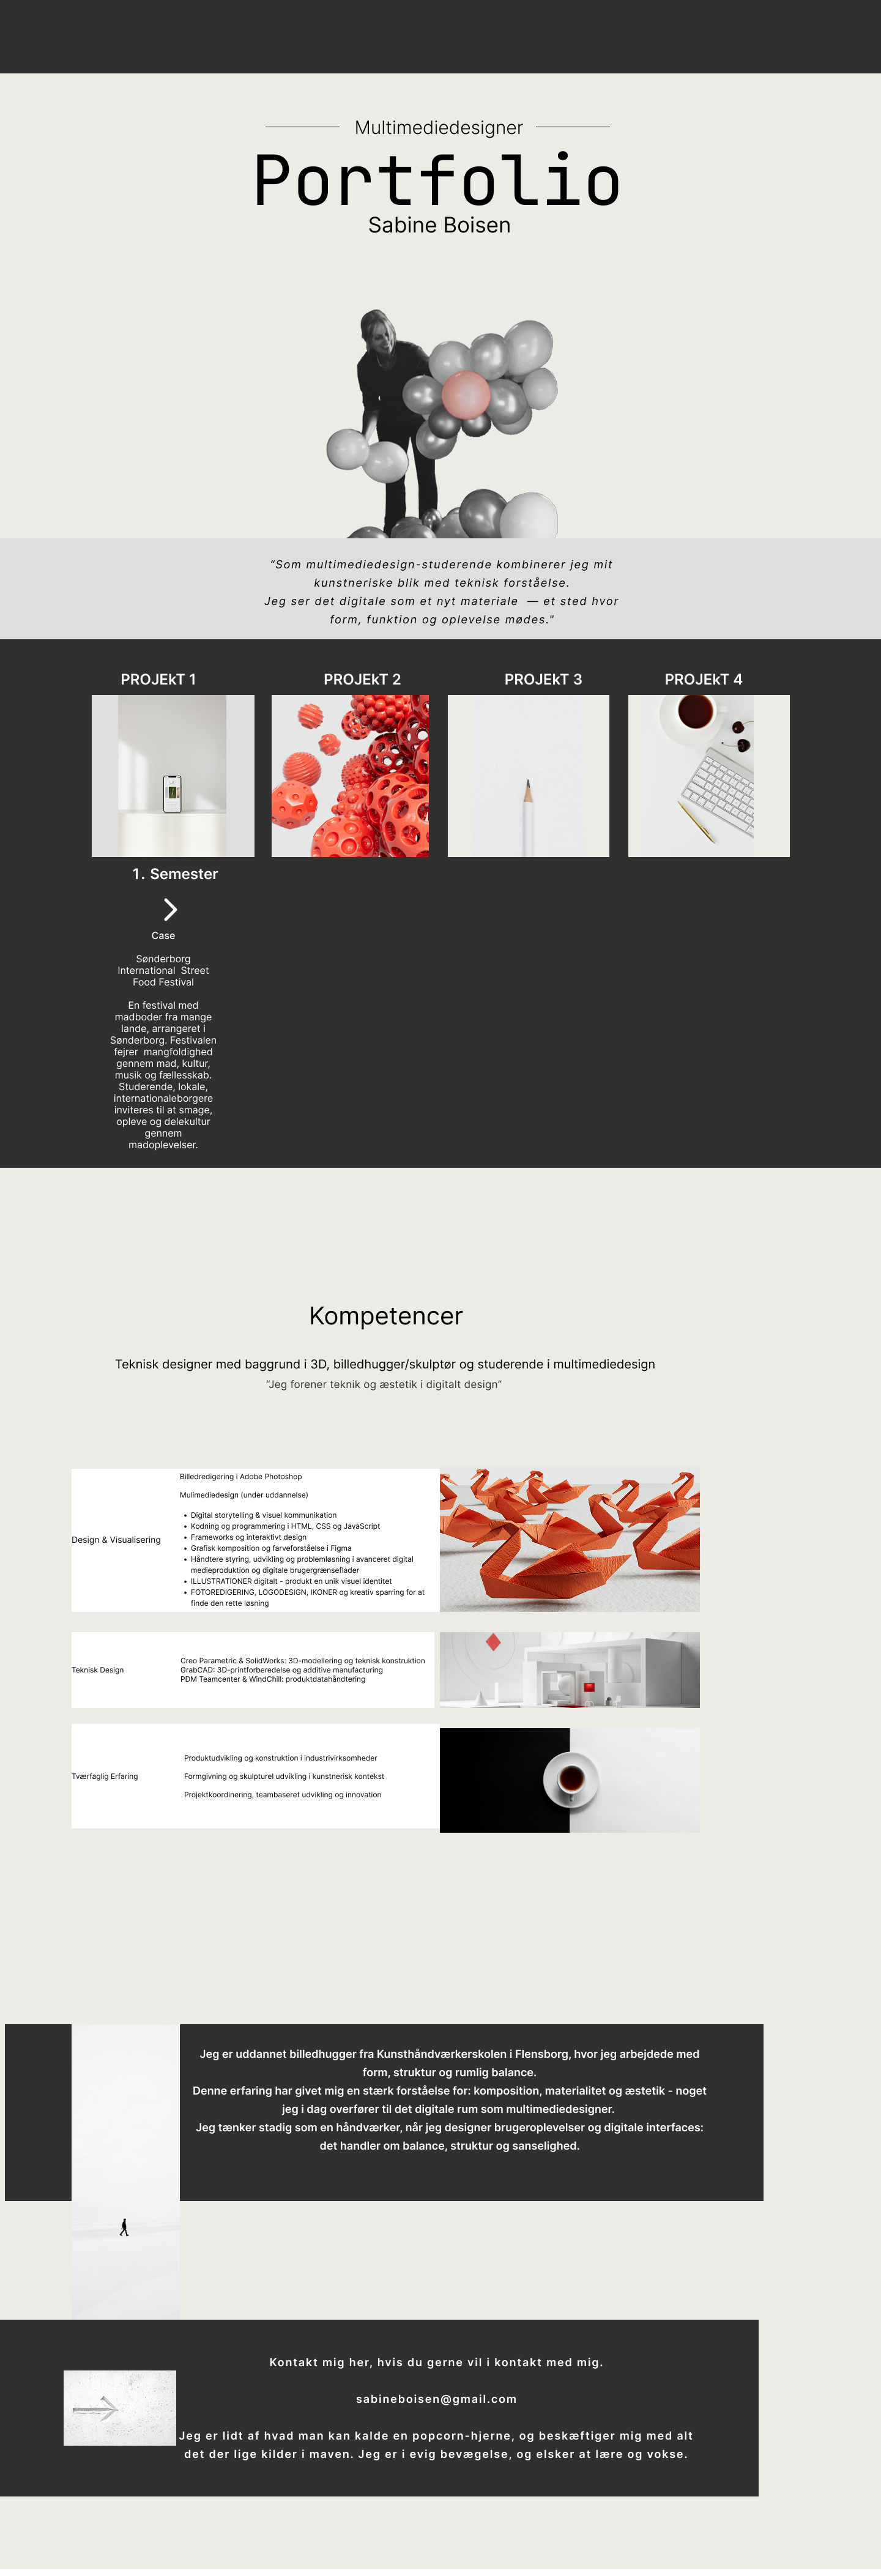 Multimediedesigner
Portfolio
Sabine Boisen
"Som multimediedesign-studerende kombinerer jeg mit
kunstneriske blik med teknisk forståelse.
Jeg ser det digitale som et nyt materiale — et sted hvor
form, funktion og oplevelse mødes."
PROJEkT 1
PROJEKT 2
PROJEKT 3
PROJEKT 4
1. Semester
Case
Sønderborg
International Street
Food Festival
En festival med
madboder fra mange
lande, arrangeret i
Sønderborg. Festivalen
fejrer mangfoldighed
gennem mad, kultur,
musik og fællesskab.
Studerende, lokale,
internationaleborgere
inviteres til at smage,
opleve og delekultur
gennem
madoplevelser.
Kompetencer
Teknisk designer med baggrund i 3D, billedhugger/skulptør og studerende i multimediedesign
"Jeg forener teknik og æstetik i digitalt design"
Design & Visualisering
Billedredigering i Adobe Photoshop
Mulimediedesign (under uddannelse)
• Digital storytelling & visuel kommunikation
• Kodning og programmering i HTML, CSS og JavaScript
• Frameworks og interaktivt design
• Grafisk komposition og farveforståelse i Figma
• Håndtere styring, udvikling og problemløsning i avanceret digital
medieproduktion og digitale brugergrænseflader
• ILLUSTRATIONER digitalt - produkt en unik visuel identitet
• FOTOREDIGERING, LOGODESIGN, IKONER og kreativ sparring for at
finde den rette løsning
Teknisk Design
Creo Parametric & SolidWorks: 3D-modellering og teknisk konstruktion
GrabCAD: 3D-printforberedelse og additive manufacturing
PDM Teamcenter & WindChill: produktdatahåndtering
Tværfaglig Erfaring
Produktudvikling og konstruktion i industrivirksomheder
Formgivning og skulpturel udvikling i kunstnerisk kontekst
Projektkoordinering, teambaseret udvikling og innovation
Jeg er uddannet billedhugger fra Kunsthåndværkerskolen i Flensborg, hvor jeg arbejdede med
form, struktur og rumlig balance.
Denne erfaring har givet mig en stærk forståelse for: komposition, materialitet og æstetik - noget
jeg i dag overfører til det digitale rum som multimediedesigner.
Jeg tænker stadig som en håndværker, når jeg designer brugeroplevelser og digitale interfaces:
det handler om balance, struktur og sanselighed.
Kontakt mig her, hvis du gerne vil i kontakt med mig.
sabineboisen@gmail.com
Jeg er lidt af hvad man kan kalde en popcorn-hjerne, og beskæftiger mig med alt
det der lige kilder i maven. Jeg er i evig bevægelse, og elsker at lære og vokse.